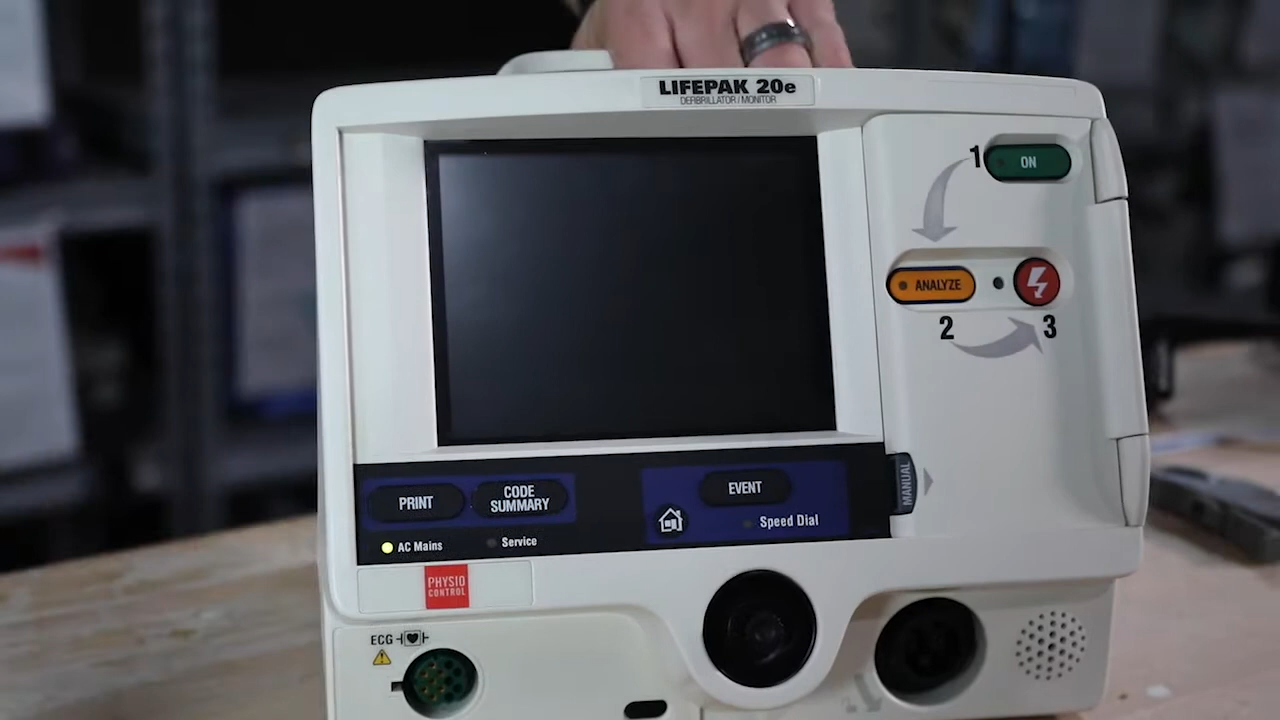 LIFEPAK 20e
DEFIBRILLATOR / MONITOR
1
ON
ANALYZE
2
3
MANUAL
PRINT
CODE
SUMMARY
EVENT
Speed Dial
AC Mains
Service
PHYSIO
CONTROL
ECG